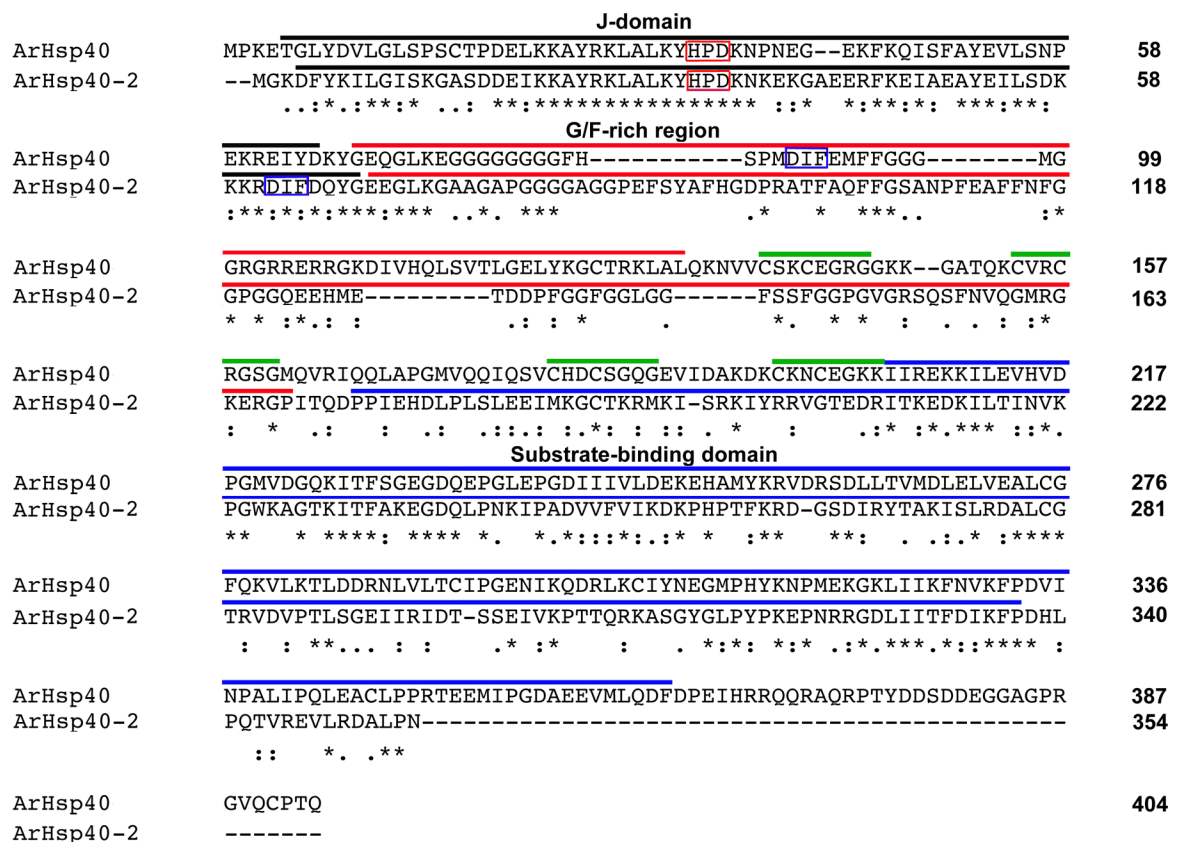 J-domain
ArHsp40 MPKETGLYDVLGLSPSCTPDELKKAYRKLALKYHPDKNPNEG--EKFKQISFAYEVLSNP 58
ArHsp40-2 --MGKDFYKILGISKGASDDEIKKAYRKLALKYHPDKNKEKGAEERFKEIAEAYEILSDK 58
..:*.:**:* .:. **:**************** ::* *:**:*: ***:**:
G/F-rich region
ArHsp40 EKREIYDKYGEQGLKEGGGGGGGGFH-----------SPMDIFEMFFGGG------MG 99
ArHsp40-2 KKRDIFDQYGEEGLKGAAGAPGGGGAGGPEFSYAFHGDPRATFAQFFGSANPFEAFFNFG 118
:**:*:*:***:*** ..*. *** .* * ***.. :*
ArHsp40 GRGRRERRGKDIVHQLSVTLGELYKGCTRKLALQKNVVCSKCEGRGGKK--GATQKCVRC 157
ArHsp40-2 GPGGQEEHME---------TDDPFGGFGGLGG------FSSFGGPGVGRSQSFNVQGMRG 163
* * :*.: : .: : * . *. * * : . : :*
ArHsp40 RGSGMQVRIQQLAPGMVQQIQSVCHDCSGQGEVIDAKDKCKNCEGKKIIREKKILEVHVD 217
ArHsp40-2 KERGPITQDPPIEHDLPLSLEEIMKGCTKRMKI-SRKIYRRVGTEDRITKEDKILTINVK 222
: * .: : .: .::.: :.*: : :: . * : .:* :*.*** ::*.
Substrate-binding domain
ArHsp40 PGMVDGQKITFSGEGDQEPGLEPGDIIIVLDEKEHAMYKRVDRSDLLTVMDLELVEALCG 276
ArHsp40-2 PGWKAGTKITFAKEGDQLPNKIPADVVFVIKDKPHPTFKRD-GSDIRYTAKISLRDALCG 281
** * ****: **** *. *.*:::*:.:* * :** **: . .:.* :****
ArHsp40 FQKVLKTLDDRNLVLTCIPGENIKQDRLKCIYNEGMPHYKNPMEKGKLIIKFNVKFPDVI 336
ArHsp40-2 TRVDVPTLSGEIIRIDT-SSEIVKPTTQRKASGYGLPYPKEPNRRGDLIITFDIKFPDHL 340
: : **... : : ..* :* : . *:*: *:* .:*.***.*::**** :
ArHsp40 NPALIPQLEACLPPRTEEMIPGDAEEVMLQDFDPEIHRRQQRAQRPTYDDSDDEGGAGPR 387
ArHsp40-2 PQTVREVLRDALPN---------------------------------------------- 354
:: *. .**
ArHsp40 GVQCPTQ 404
ArHsp40-2 -------